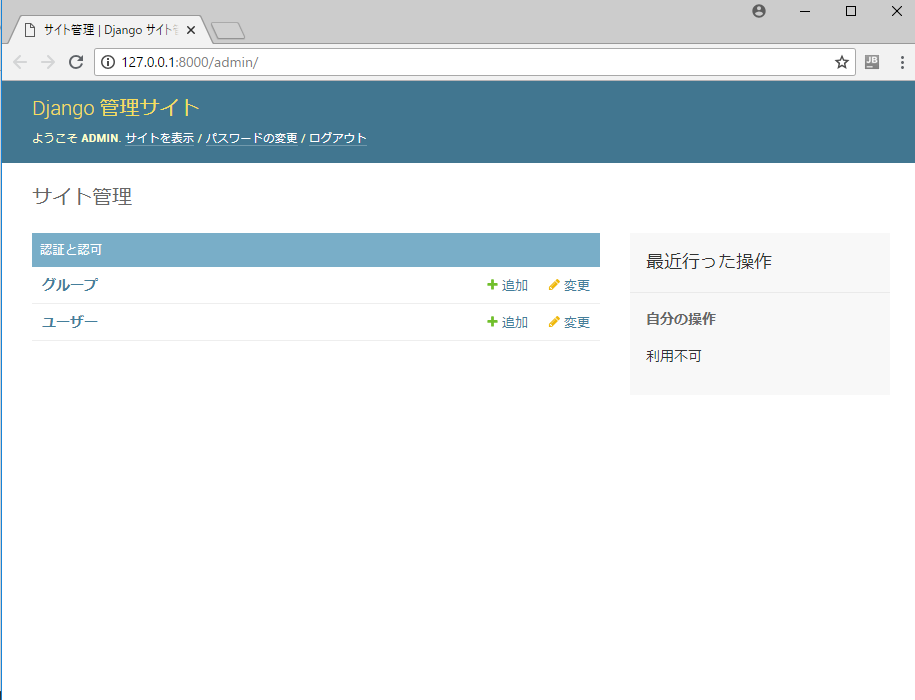 サイト管理 | Django サイト
127.0.0.1:8000/admin/
JB
Django 管理サイト
ようこそ ADMIN. サイトを表示 / パスワードの変更 / ログアウト
サイト管理
認証と認可
グループ 追加 変更
ユーザー 追加 変更
最近行った操作
自分の操作
利用不可